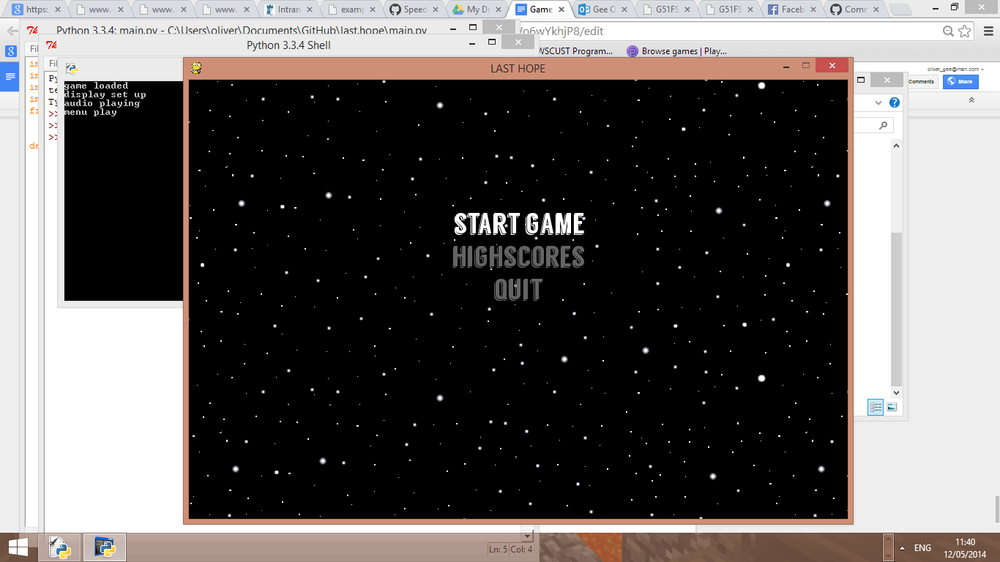 https:
www.
www.
www.
Intran
examp
Speed
My Dr
Game
Gee O
G51FS
G51FS
Faceb
Comm
Python 3.3.4: main.py - C:\Users\oliver\Documents\GitHub\last.hope\main.py
/o6wYkhjP8/edit
Python 3.3.4 Shell
WSCUST Program...
Browse games | Play...
LAST HOPE
oliver_gee@msn.com
Comments
Share
game loaded
display set up
audio playing
menu play
START GAME
HIGHSCORES
QUIT
Ln: 5 Col: 4
ENG
11:40
12/05/2014